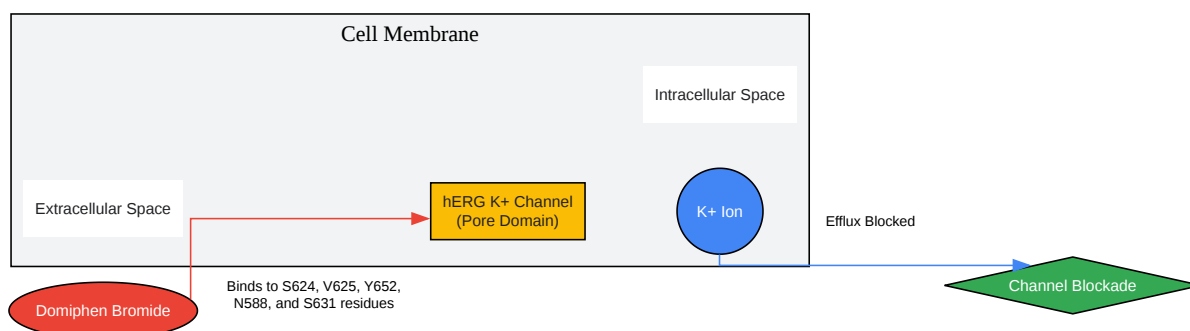 Cell Membrane
Intracellular Space
Extracellular Space
hERG K+ Channel
(Pore Domain)
K+ Ion
Efflux Blocked
Binds to S624, V625, Y652,
N588, and S631 residues
Domiphen Bromide
Channel Blockade